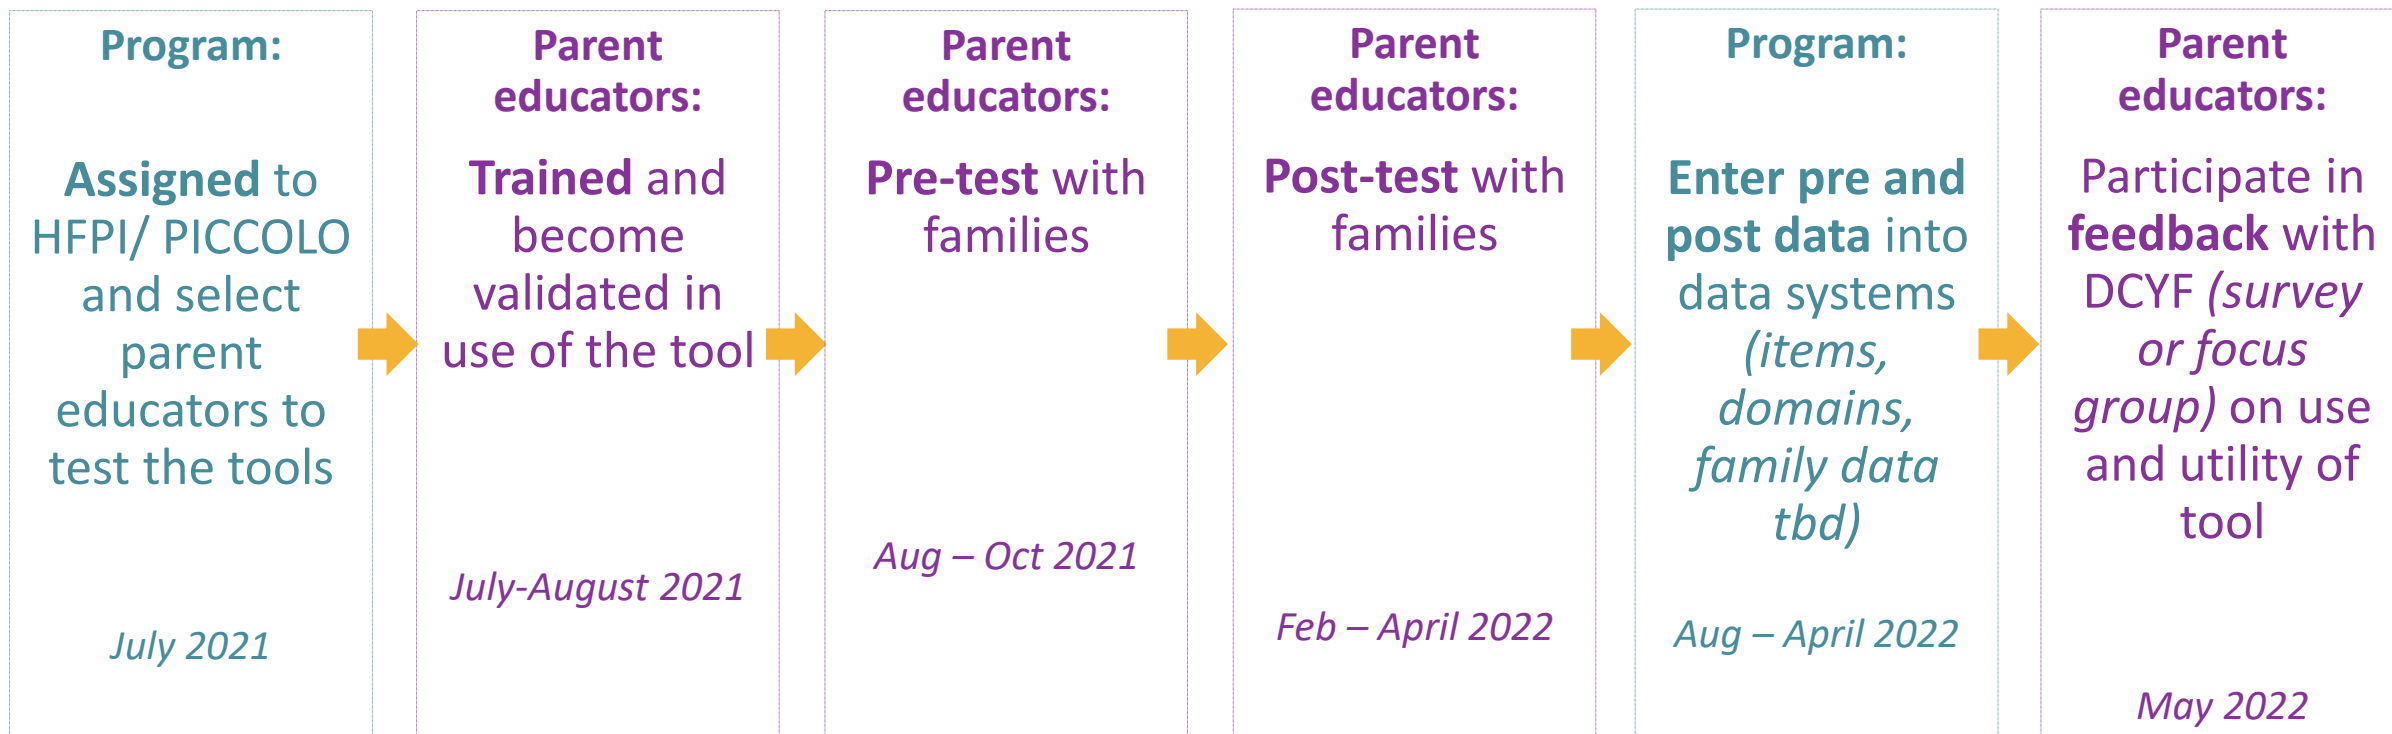 Program:
Assigned to
HFPI/ PICCOLO
and select
parent
educators to
test the tools
July 2021
Parent
educators:
Trained and
become
validated in
use of the tool
July-August 2021
Parent
educators:
Pre-test with
families
Aug – Oct 2021
Parent
educators:
Post-test with
families
Feb – April 2022
Program:
Enter pre and
post data into
data systems
(items,
domains,
family data
tbd)
Aug – April 2022
Parent
educators:
Participate in
feedback with
DCYF (survey
or focus
group) on use
and utility of
tool
May 2022